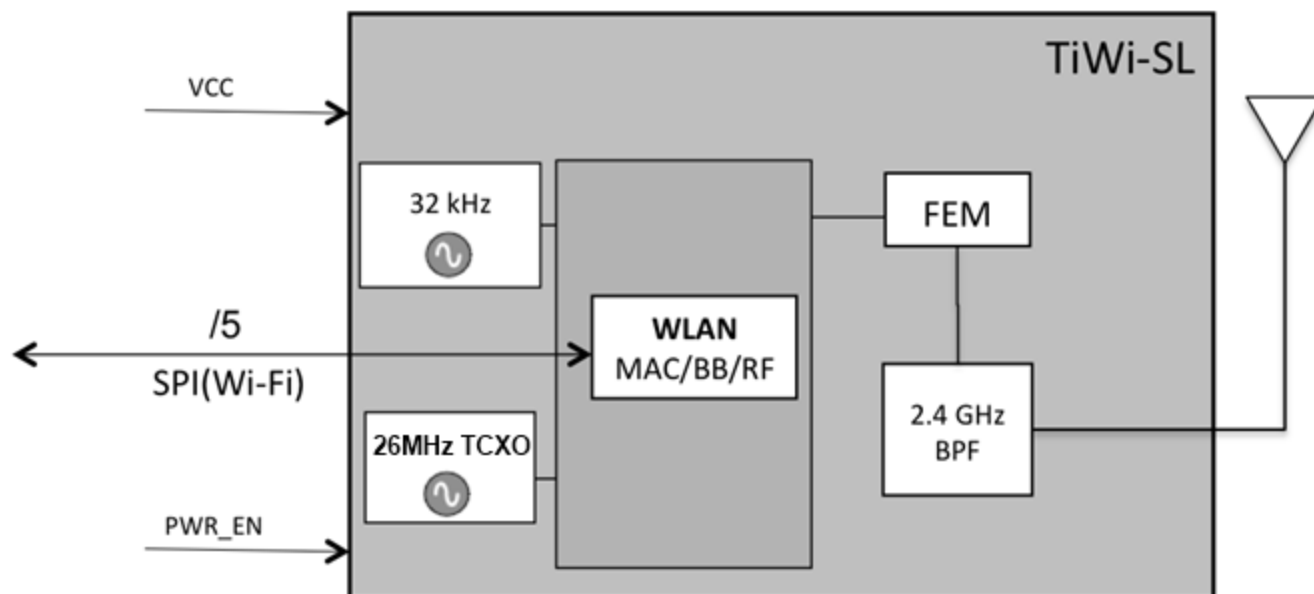 TiWi-SL
VCC
32 kHz
FEM
/5
SPI(Wi-Fi)
WLAN
MAC/BB/RF
2.4 GHz
BPF
26MHz TCXO
PWR_EN